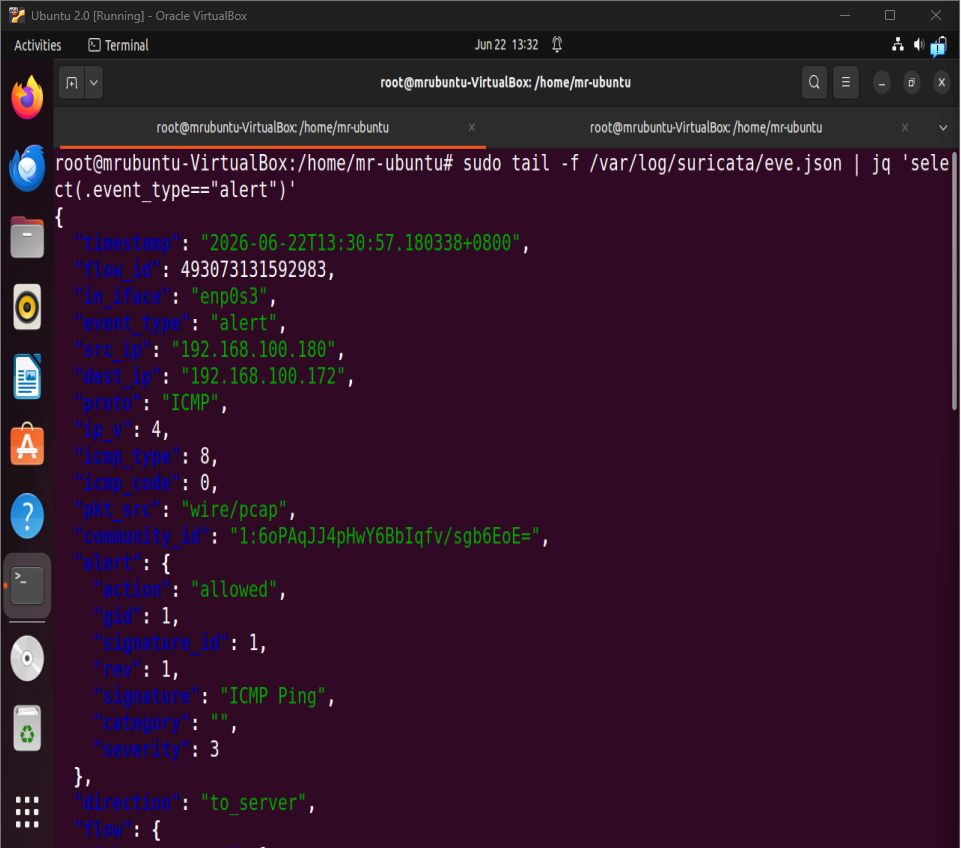 Ubuntu 2.0 [Running] - Oracle VirtualBox
Activities
Terminal
Jun 22 13:32
root@mrubuntu-VirtualBox: /home/mr-ubuntu
root@mrubuntu-VirtualBox: /home/mr-ubuntu
root@mrubuntu-VirtualBox: /home/mr-ubuntu
root@mrubuntu-VirtualBox:/home/mr-ubuntu# sudo tail -f /var/log/suricata/eve.json | jq 'sele
ct(.event_type=="alert")'
{
"timestamp": "2026-06-22T13:30:57.180338+0800",
"flow_id": 493073131592983,
"in_iface": "enp0s3",
"event_type": "alert",
"src_ip": "192.168.100.180",
"dest_ip": "192.168.100.172",
"proto": "ICMP",
"ip_v": 4,
"icmp_type": 8,
"icmp_code": 0,
"pkt_src": "wire/pcap",
"community_id": "1:6oPAqJJ4pHwY6BbIqfv/sgb6EoE=",
"alert": {
"action": "allowed",
"gid": 1,
"signature_id": 1,
"rev": 1,
"signature": "ICMP Ping",
"category": "",
"severity": 3
},
"direction": "to_server",
"flow": {